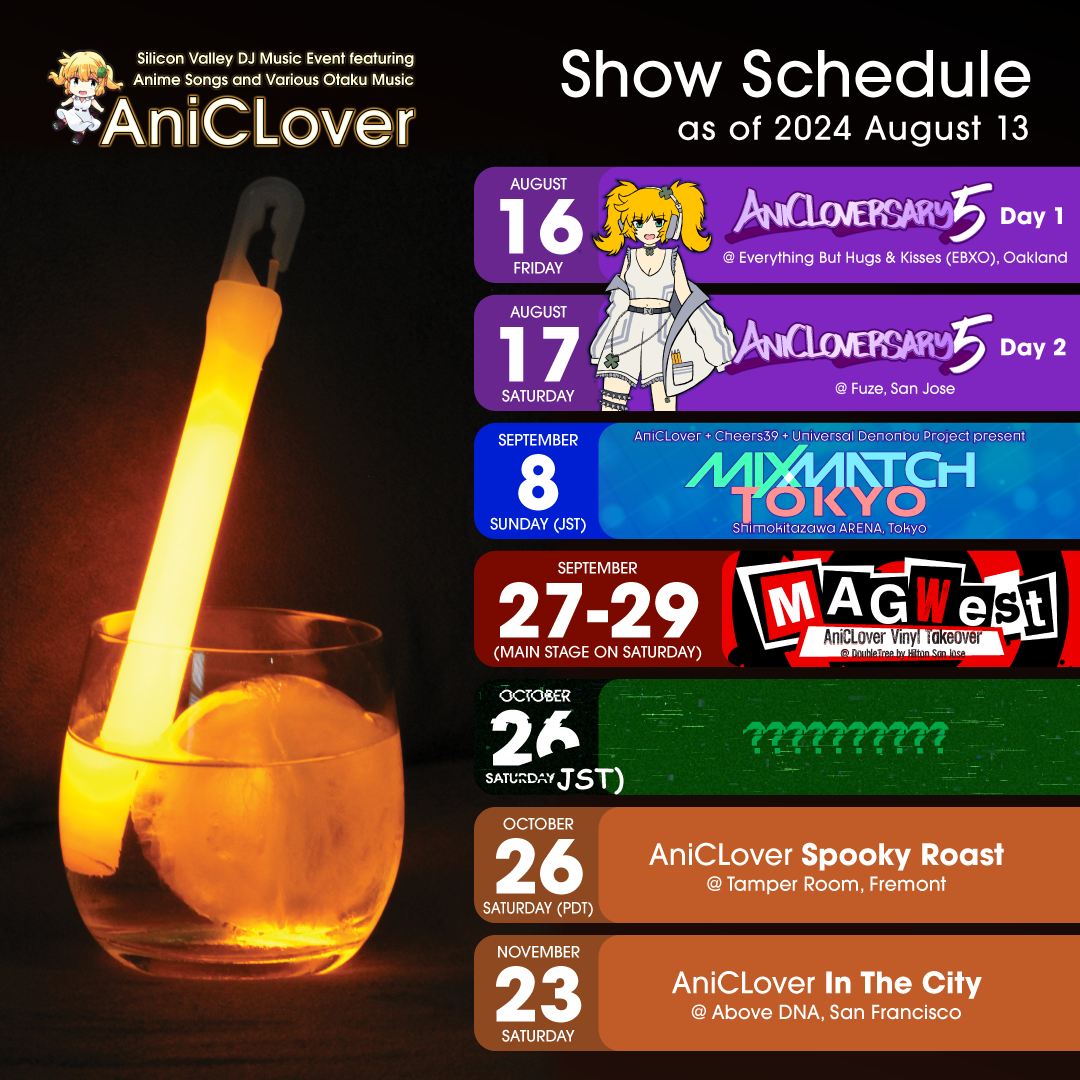 Silicon Valley DJ Music Event featuring
Anime Songs and Various Otaku Music
AniCLover
Show Schedule
as of 2024 August 13
AUGUST
16
FRIDAY
ANICLOVERSARY 5 Day 1
@ Everything But Hugs & Kisses (EBXO), Oakland
AUGUST
17
SATURDAY
ANICLOVERSARY 5 Day 2
@ Fuze, San Jose
SEPTEMBER
8
SUNDAY (JST)
AniCLover + Cheers39 + Universal Denonbu Project present
MIXMATCH
TOKYO
Shimokitazawa ARENA, Tokyo
SEPTEMBER
27-29
(MAIN STAGE ON SATURDAY)
MAGWest
AniCLover Vinyl Takeover
@ DoubleTree by Hilton San Jose
OCTOBER
26
SATURDAY JST)
??????????
OCTOBER
26
SATURDAY (PDT)
AniCLover Spooky Roast
@ Tamper Room, Fremont
NOVEMBER
23
SATURDAY
AniCLover In The City
@ Above DNA, San Francisco